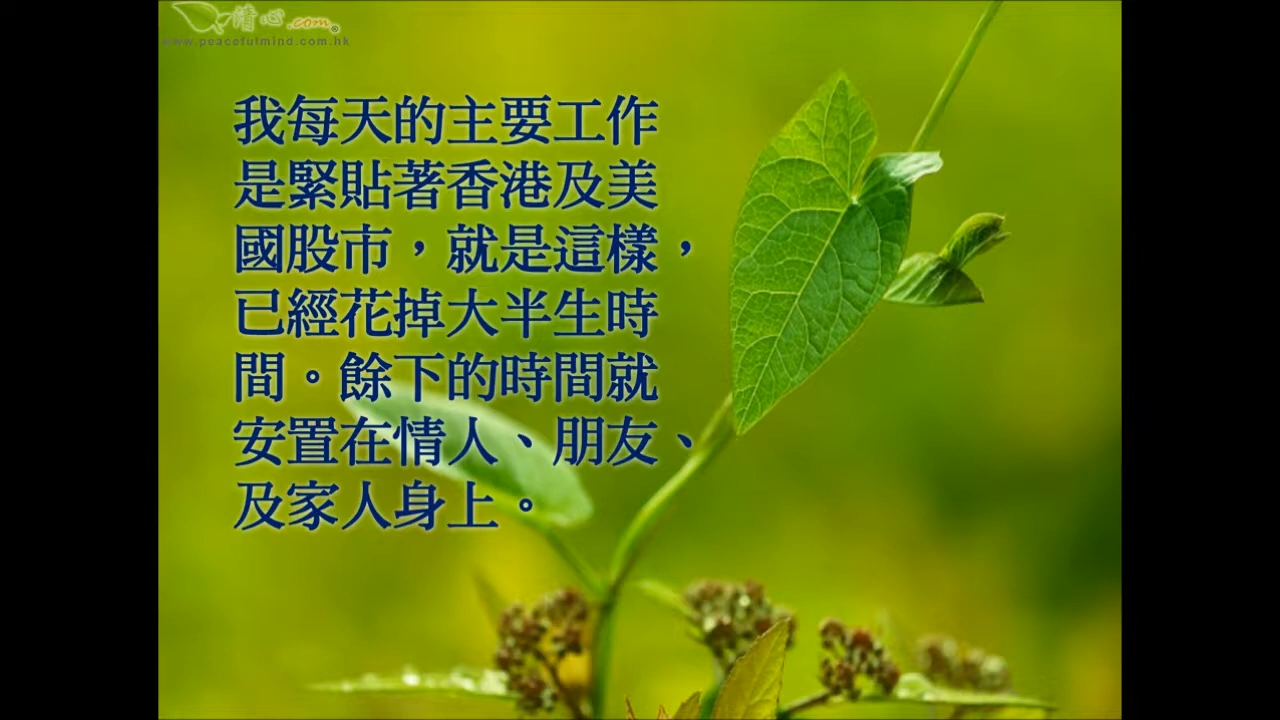 清心.com®
www.peacefulmind.com.hk
我每天的主要工作
是緊貼著香港及美
國股市，就是這樣，
已經花掉大半生時
間。餘下的時間就
安置在情人、朋友、
及家人身上。